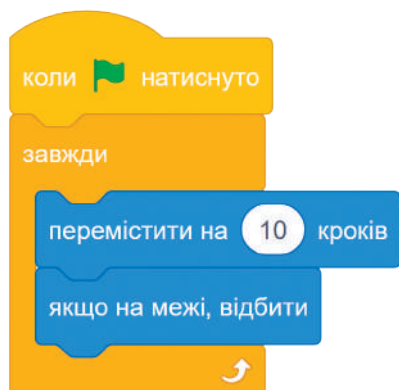 коли натиснуто
завжди
перемістити на 10 кроків
якщо на межі, відбити